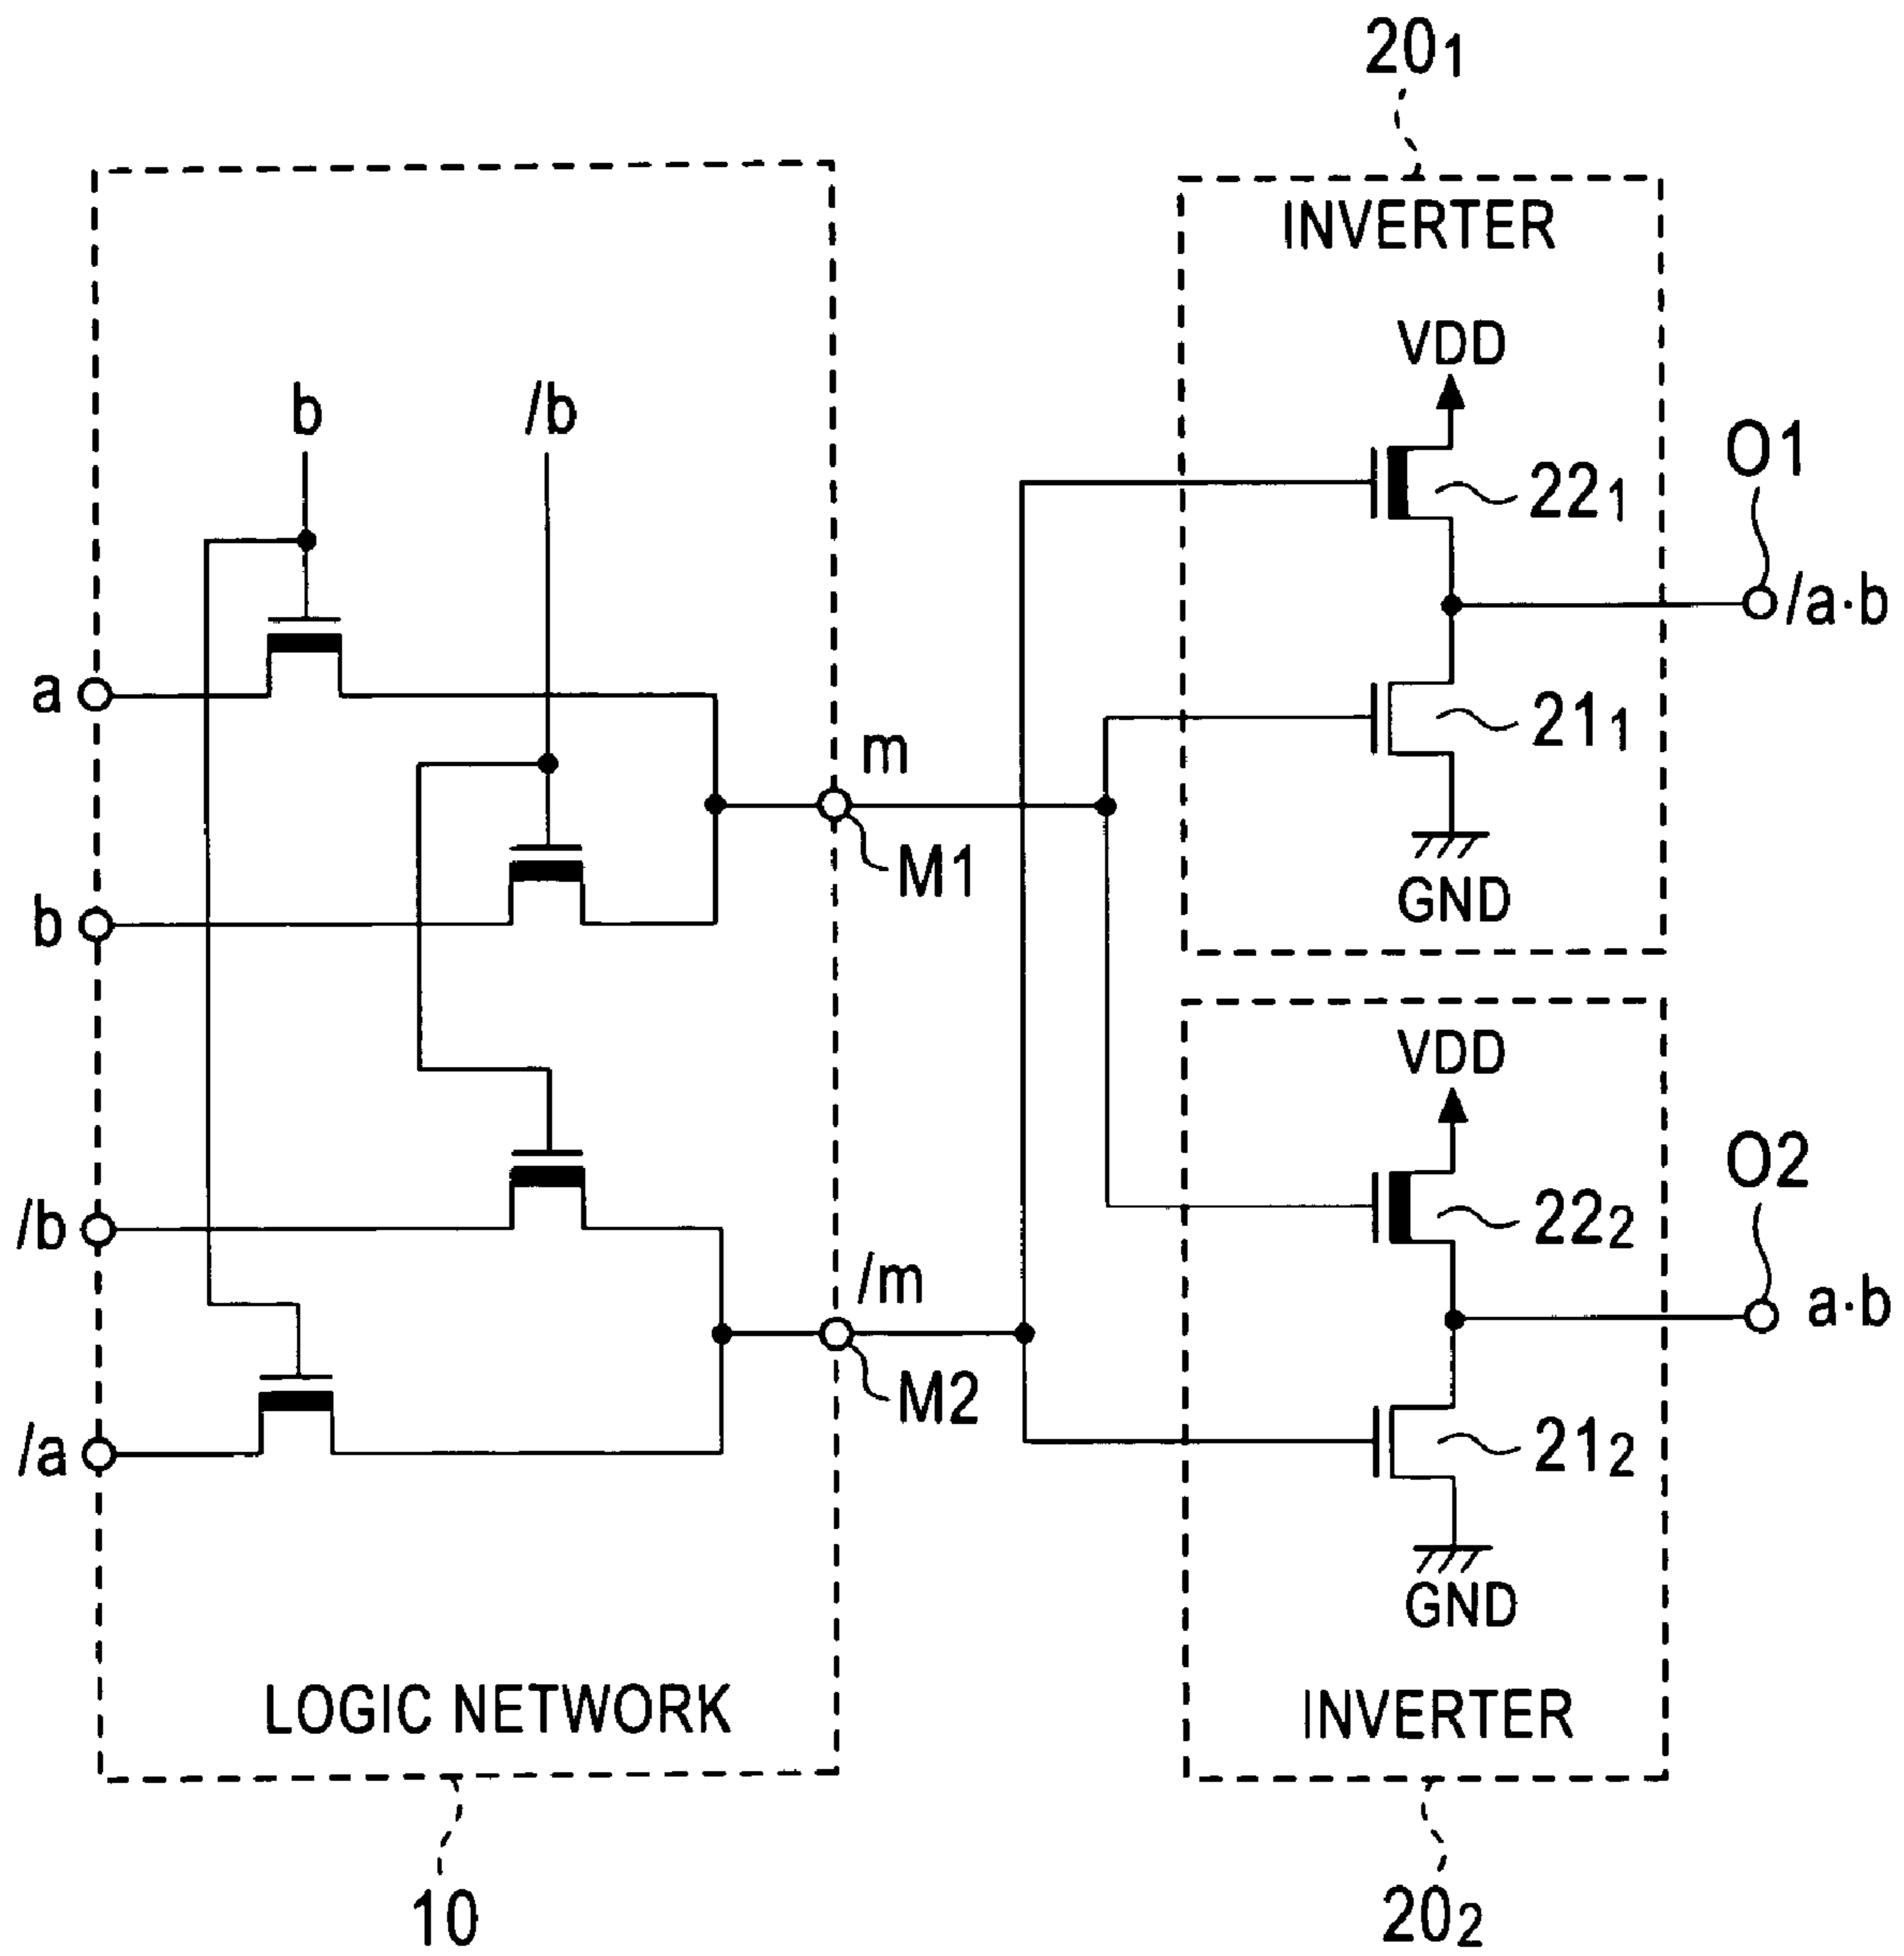 20₁
INVERTER
VDD
22₁
O1
/a·b
21₁
GND
b
/b
a
m
M1
b
VDD
22₂
O2
a·b
/b
/m
M2
/a
21₂
GND
LOGIC NETWORK
INVERTER
10
20₂